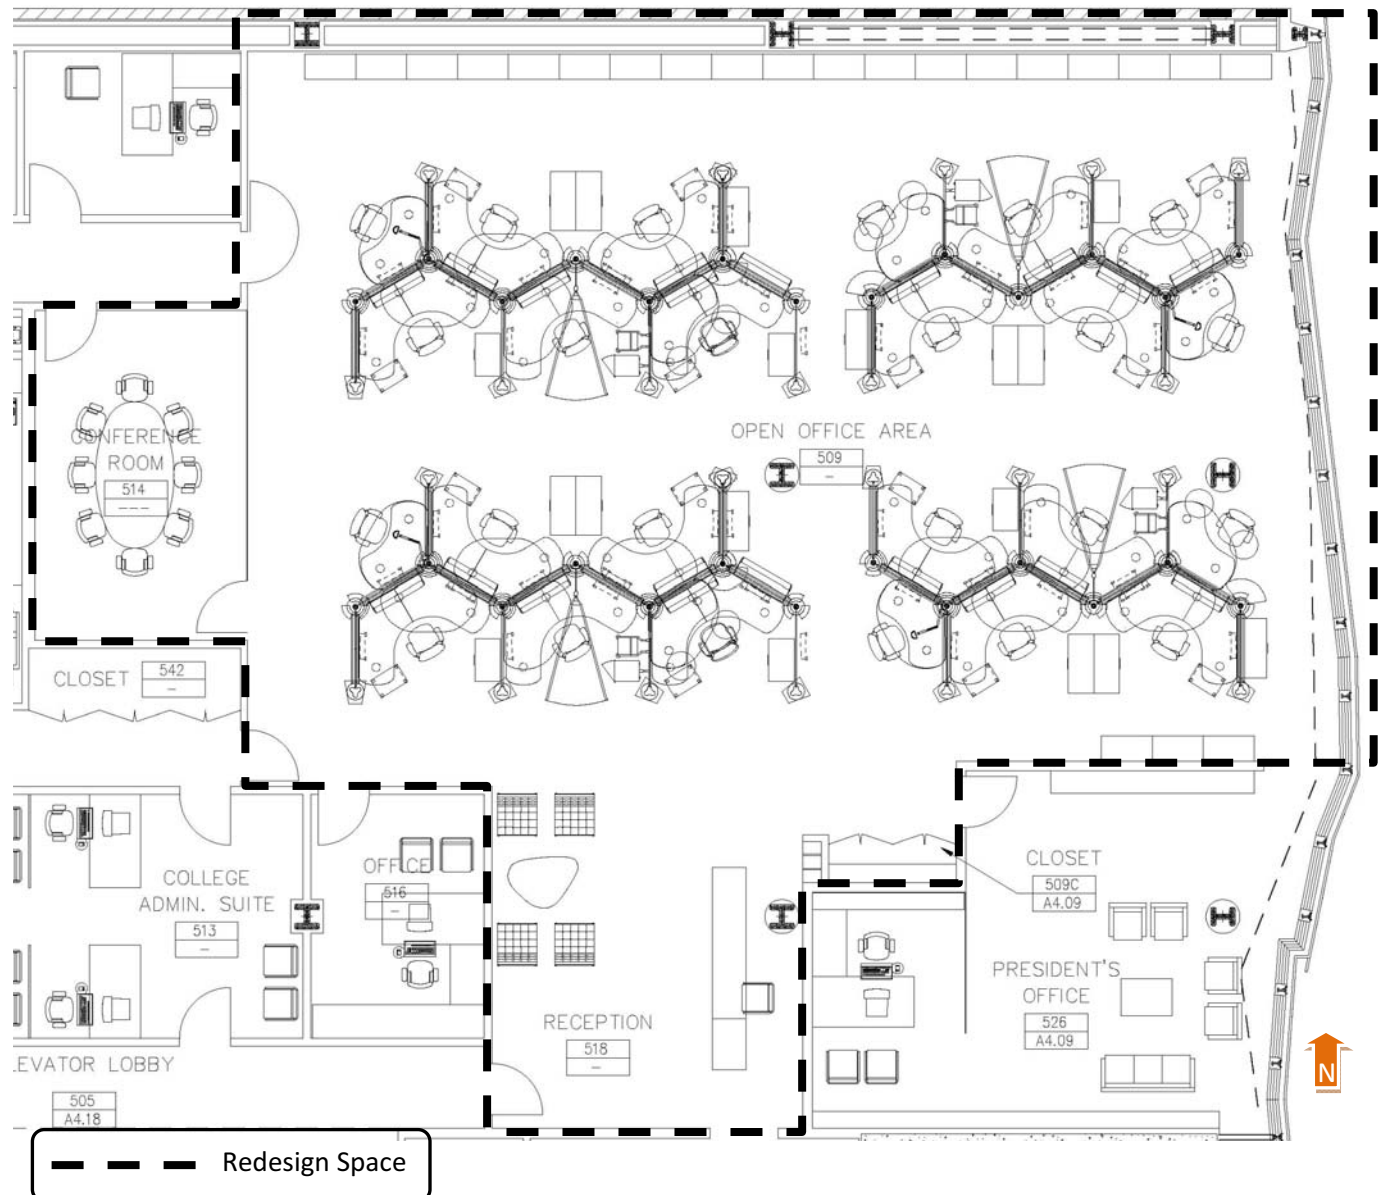 OPEN OFFICE AREA
509
-
CONFERENCE
ROOM
514
---
CLOSET
542
-
COLLEGE
ADMIN. SUITE
513
-
OFFICE
516
-
CLOSET
509C
A4.09
PRESIDENT'S
OFFICE
526
A4.09
RECEPTION
518
-
LEVATOR LOBBY
505
A4.18
N
Redesign Space